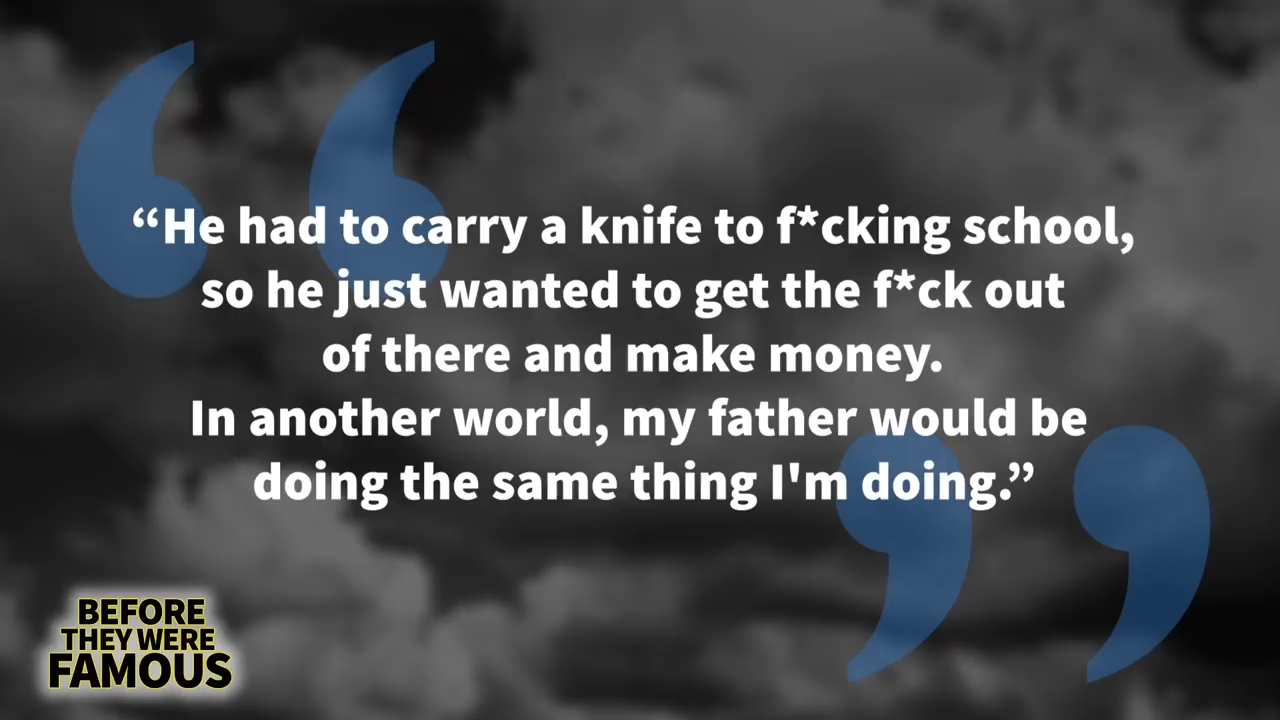 “He had to carry a knife to f*cking school,
so he just wanted to get the f*ck out
of there and make money.
In another world, my father would be
doing the same thing I'm doing.”
BEFORE
THEY WERE
FAMOUS